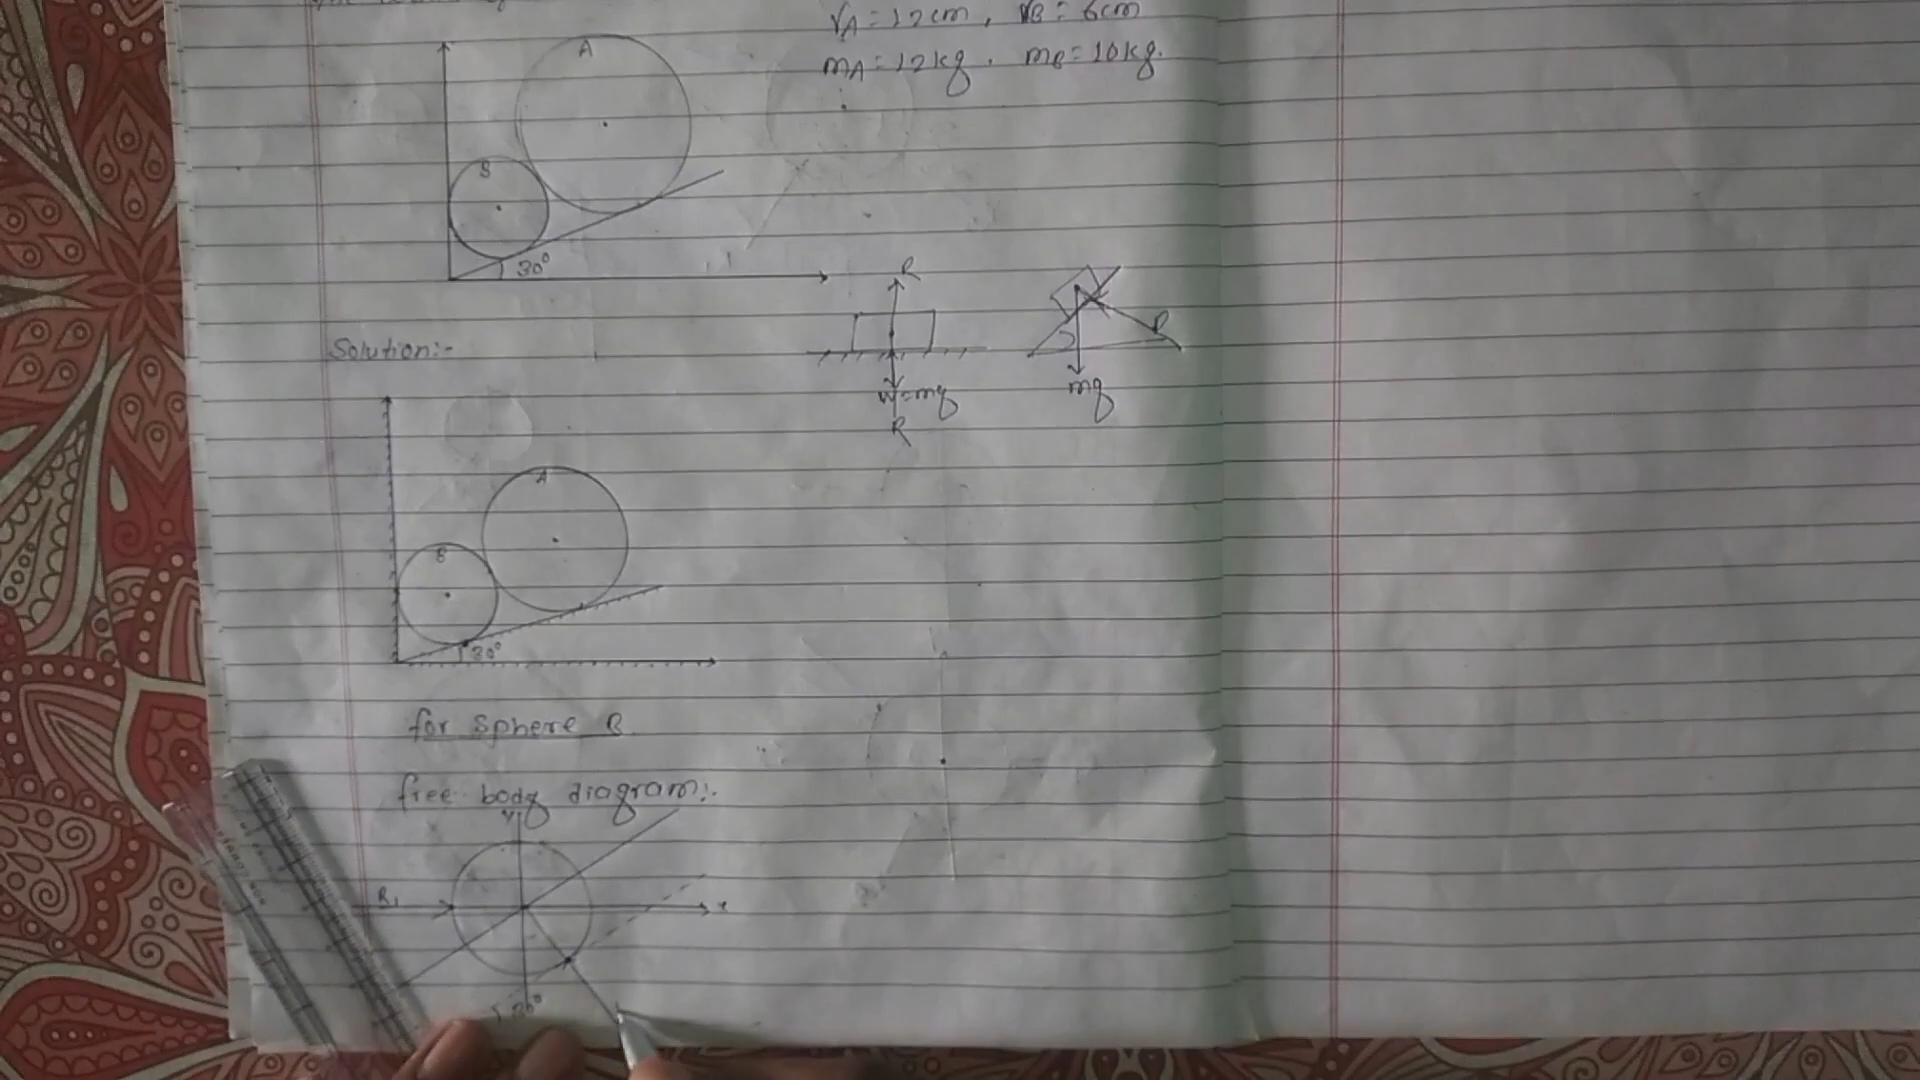 rA = 12cm, rB = 6cm
mA = 12kg, mB = 10kg.
A
B
30°
R
R
Solution:-
W=mg
mg
R
A
B
30°
for sphere B
free body diagram:-
y
R1
x
30°